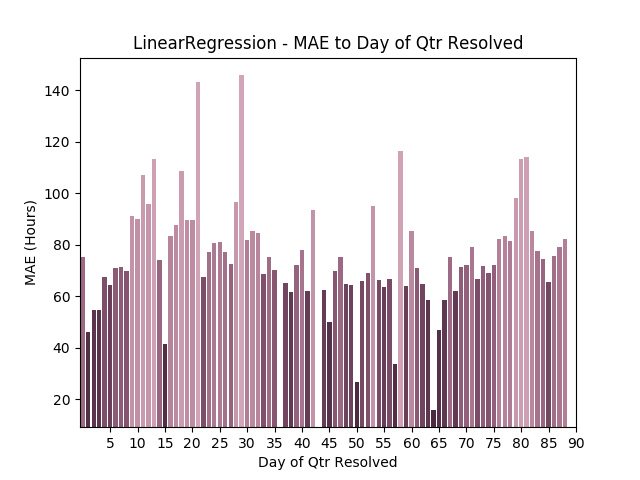 LinearRegression - MAE to Day of Qtr Resolved
140
120
100
80
60
40
20
MAE (Hours)
5 10 15 20 25 30 35 40 45 50 55 60 65 70 75 80 85 90
Day of Qtr Resolved